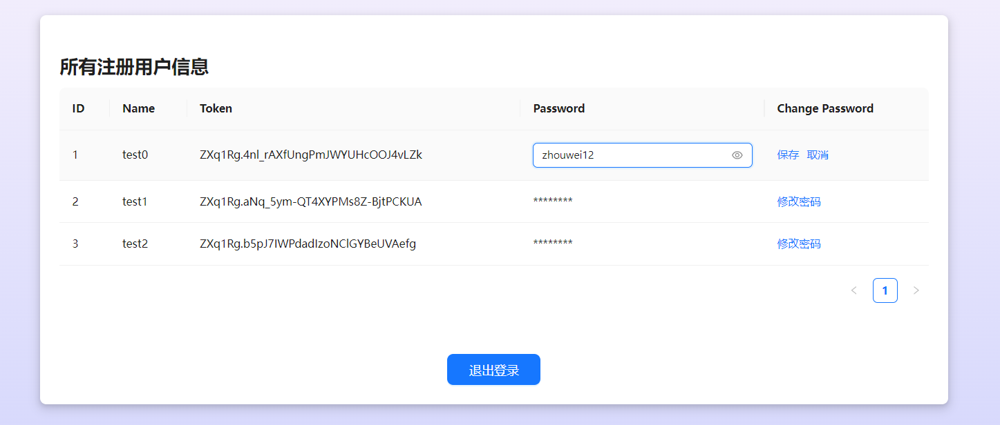 所有注册用户信息
ID Name Token Password Change Password
1 test0 ZXq1Rg.4nl_rAXfUngPmJWYUHcOOJ4vLZk zhouwei12 保存 取消
2 test1 ZXq1Rg.aNq_5ym-QT4XYPMs8Z-BjtPCKUA ******** 修改密码
3 test2 ZXq1Rg.b5pJ7IWPdadIzoNClGYBeUVAefg ******** 修改密码
1
退出登录